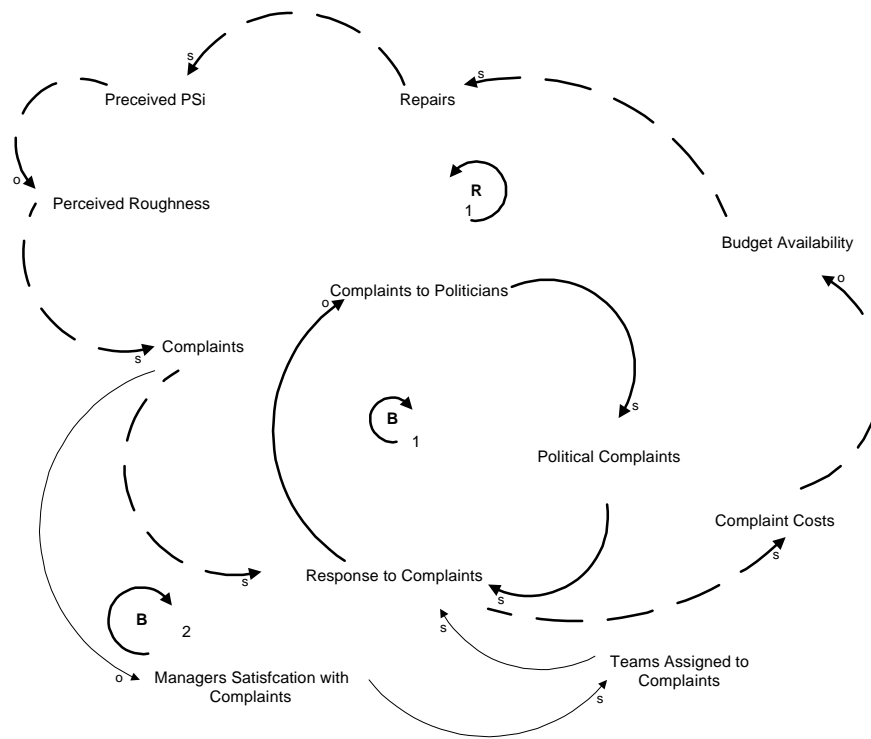 s
s
Preceived PSi
Repairs
o
Perceived Roughness
R
1
Budget Availability
o
Complaints to Politicians
o
Complaints
s
s
B
1
Political Complaints
Complaint Costs
s
Response to Complaints
s
s
B
2
s
Teams Assigned to
Complaints
Managers Satisfcation with
Complaints
o
s